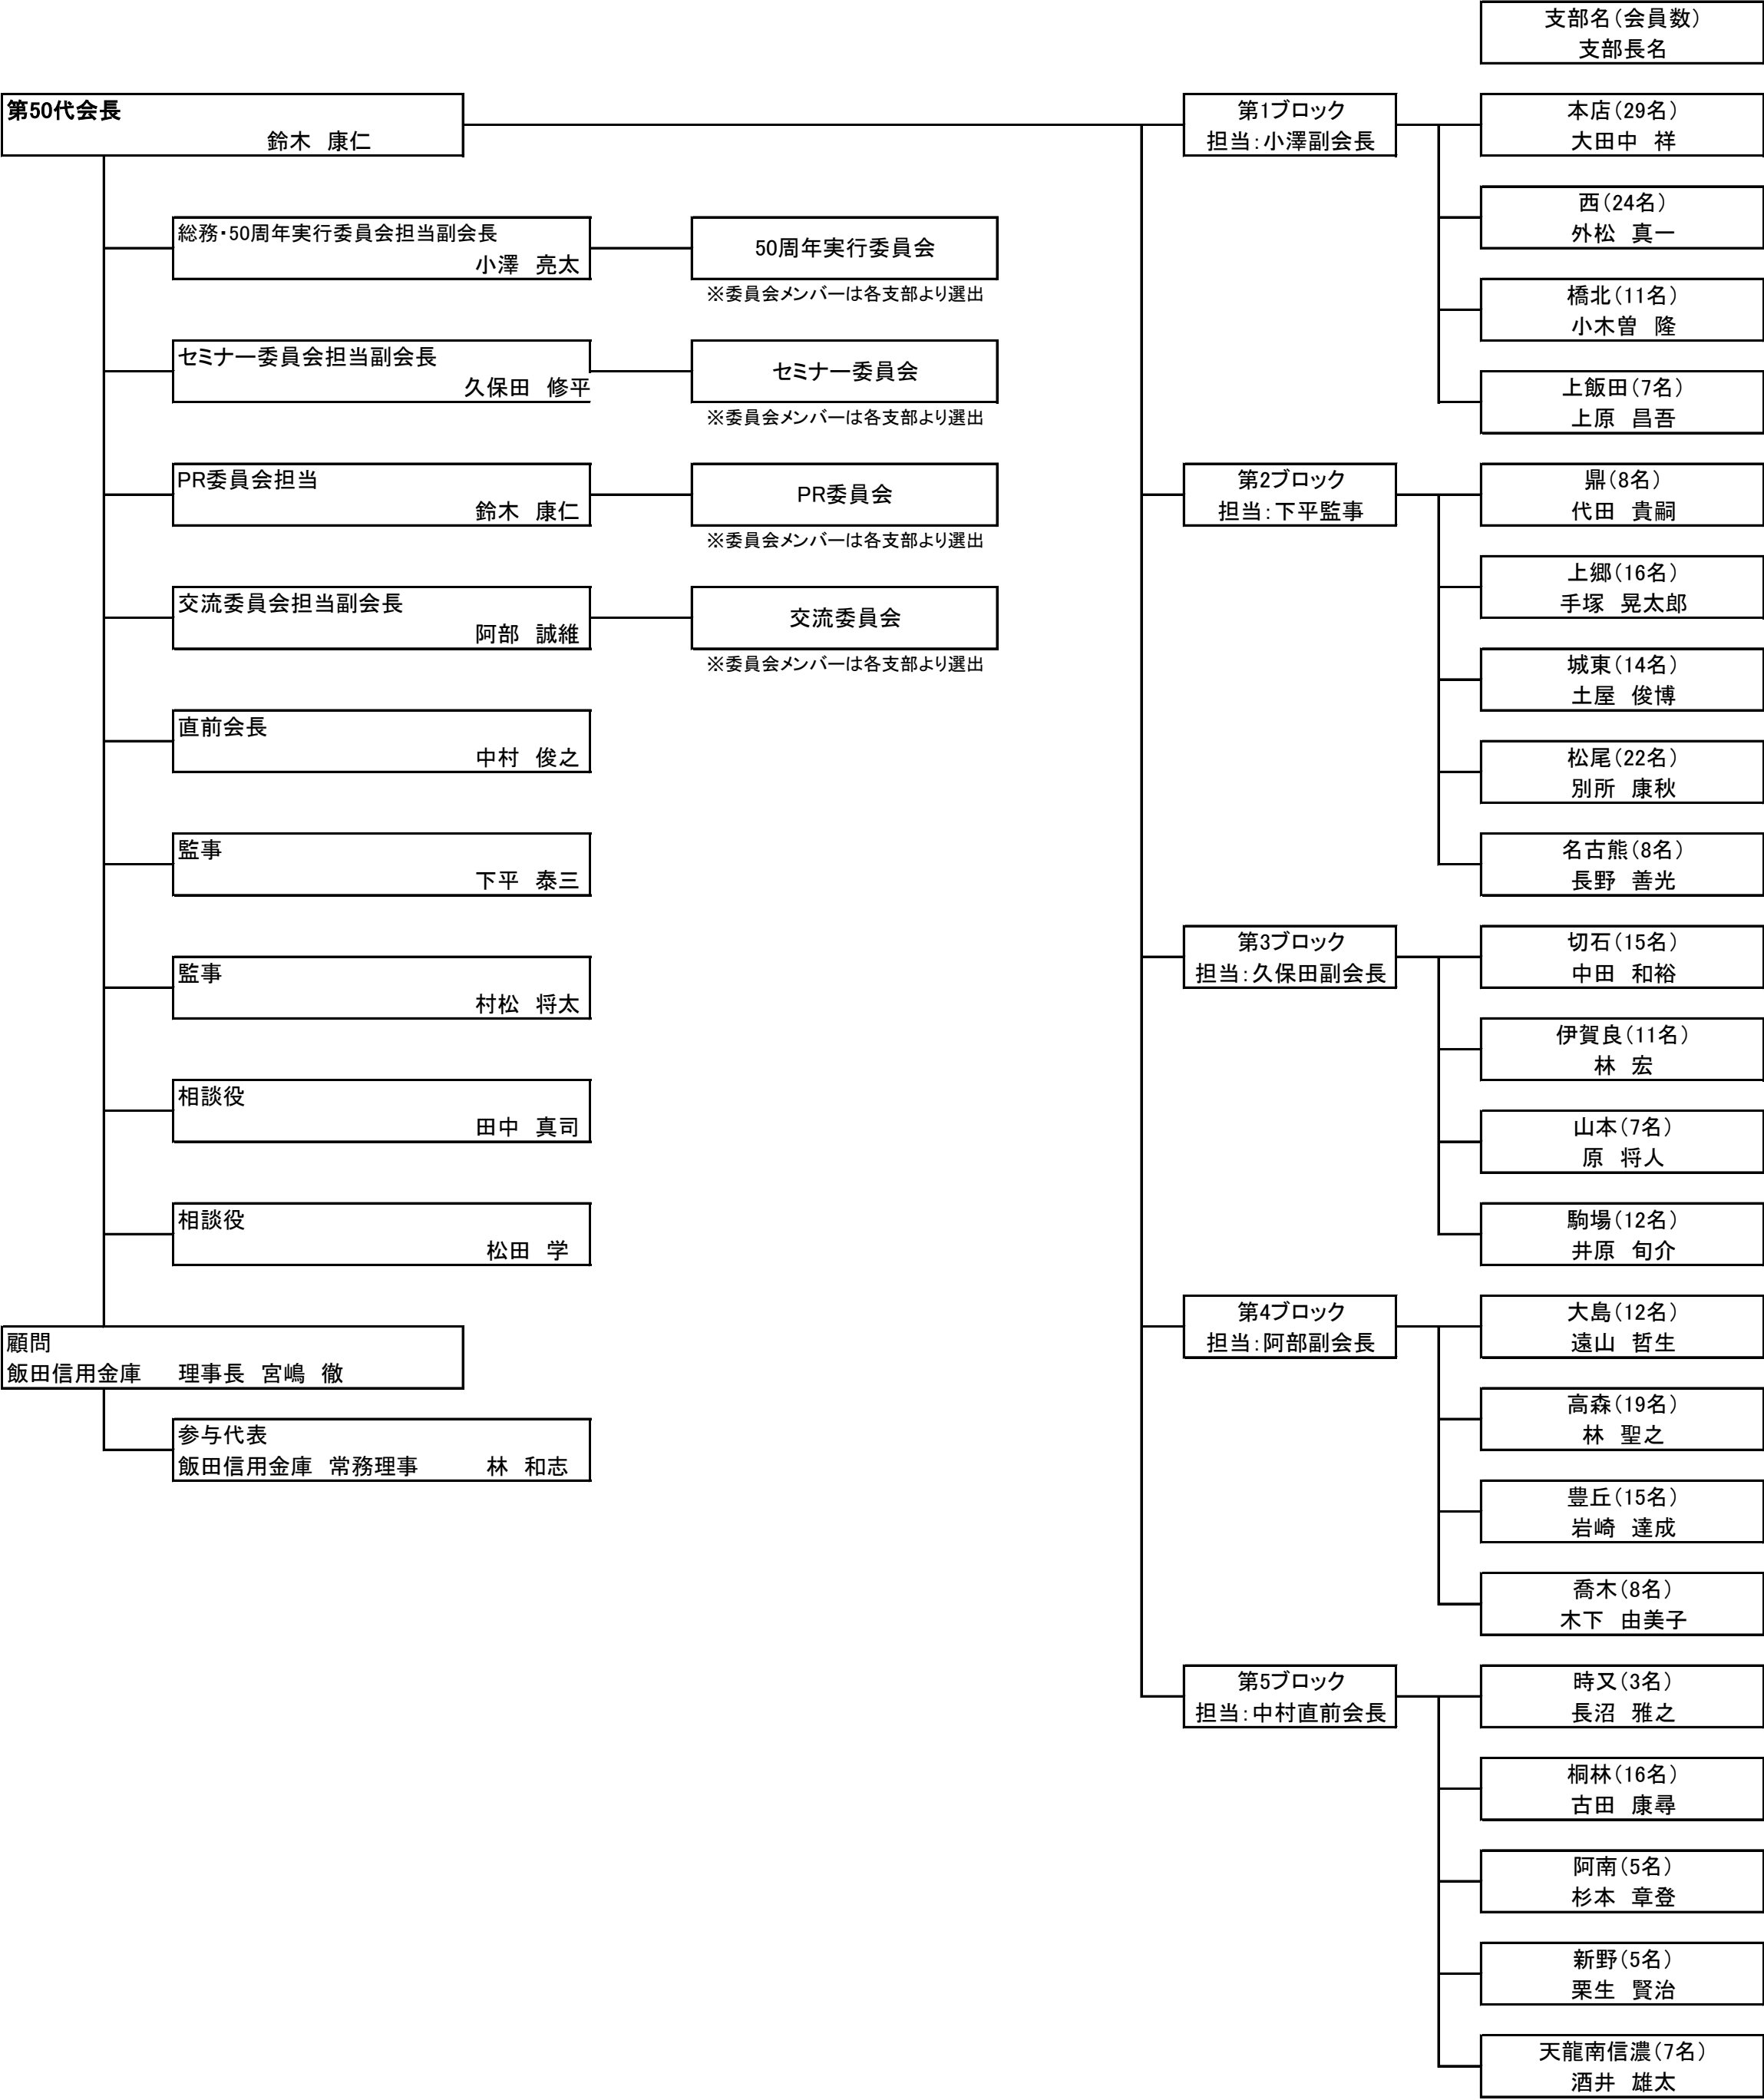 支部名(会員数)
支部長名
第50代会長
鈴木　康仁
総務・50周年実行委員会担当副会長
小澤　亮太
50周年実行委員会
※委員会メンバーは各支部より選出
セミナー委員会担当副会長
久保田　修平
セミナー委員会
※委員会メンバーは各支部より選出
PR委員会担当
鈴木　康仁
PR委員会
※委員会メンバーは各支部より選出
交流委員会担当副会長
阿部　誠維
交流委員会
※委員会メンバーは各支部より選出
直前会長
中村　俊之
監事
下平　泰三
監事
村松　将太
相談役
田中　真司
相談役
松田　学
顧問
飯田信用金庫　理事長 宮嶋　徹
参与代表
飯田信用金庫　常務理事　林　和志
第1ブロック
担当：小澤副会長
本店(29名)
大田中　祥
西(24名)
外松　真一
橋北(11名)
小木曽　隆
上飯田(7名)
上原　昌吾
第2ブロック
担当：下平監事
鼎(8名)
代田　貴嗣
上郷(16名)
手塚　晃太郎
城東(14名)
土屋　俊博
松尾(22名)
別所　康秋
名古熊(8名)
長野　善光
第3ブロック
担当：久保田副会長
切石(15名)
中田　和裕
伊賀良(11名)
林　宏
山本(7名)
原　将人
駒場(12名)
井原　旬介
第4ブロック
担当：阿部副会長
大島(12名)
遠山　哲生
高森(19名)
林　聖之
豊丘(15名)
岩崎　達成
喬木(8名)
木下　由美子
第5ブロック
担当：中村直前会長
時又(3名)
長沼　雅之
桐林(16名)
古田　康尋
阿南(5名)
杉本　章登
新野(5名)
栗生　賢治
天龍南信濃(7名)
酒井　雄太